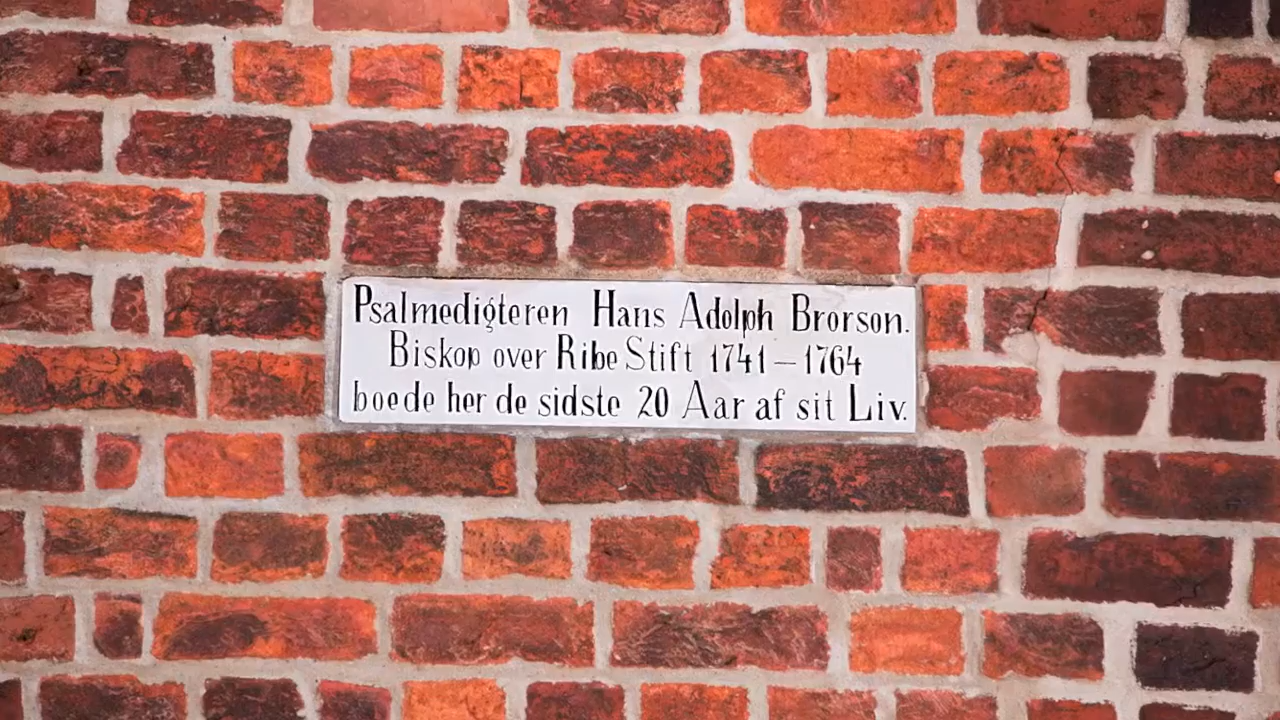 Psalmedigteren Hans Adolph Brorson.
Biskop over Ribe Stift 1741 – 1764
boede her de sidste 20 Aar af sit Liv.